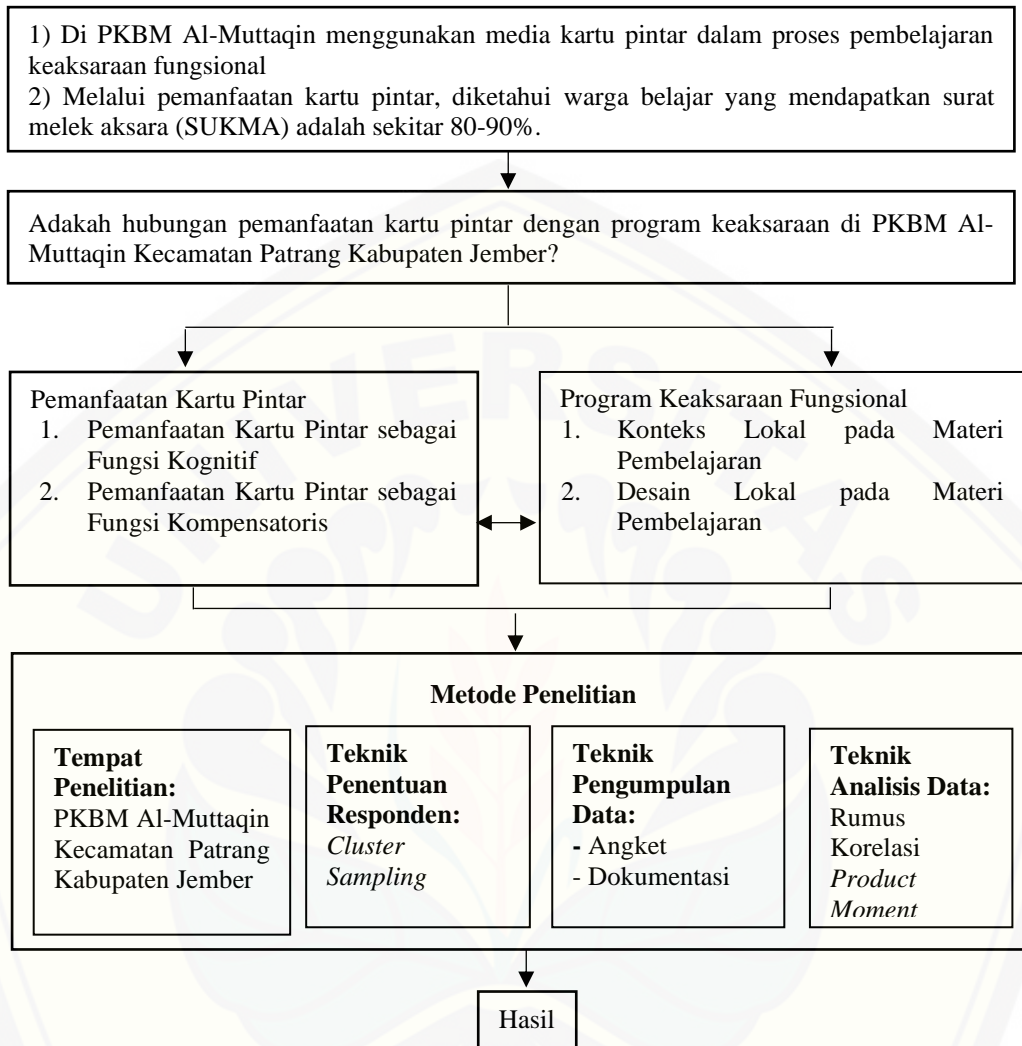 1) Di PKBM Al-Muttaqin menggunakan media kartu pintar dalam proses pembelajaran
keaksaraan fungsional
2) Melalui pemanfaatan kartu pintar, diketahui warga belajar yang mendapatkan surat
melek aksara (SUKMA) adalah sekitar 80-90%.
Adakah hubungan pemanfaatan kartu pintar dengan program keaksaraan di PKBM Al-
Muttaqin Kecamatan Patrang Kabupaten Jember?
Pemanfaatan Kartu Pintar
1. Pemanfaatan Kartu Pintar sebagai
Fungsi Kognitif
2. Pemanfaatan Kartu Pintar sebagai
Fungsi Kompensatoris
Program Keaksaraan Fungsional
1. Konteks Lokal pada Materi
Pembelajaran
2. Desain Lokal pada Materi
Pembelajaran
Metode Penelitian
Tempat
Penelitian:
PKBM Al-Muttaqin
Kecamatan Patrang
Kabupaten Jember
Teknik
Penentuan
Responden:
Cluster
Sampling
Teknik
Pengumpulan
Data:
- Angket
- Dokumentasi
Teknik
Analisis Data:
Rumus
Korelasi
Product
Moment
Hasil
UNIVERSITAS